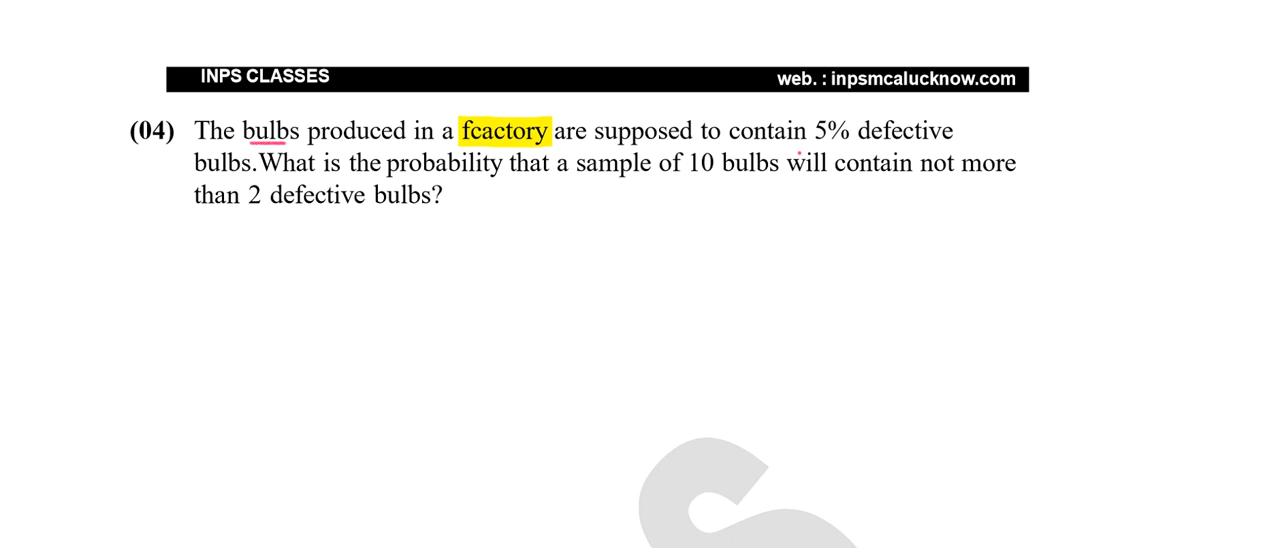 INPS CLASSES web. : inpsmcalucknow.com
(04) The bulbs produced in a fcactory are supposed to contain 5% defective
bulbs.What is the probability that a sample of 10 bulbs will contain not more
than 2 defective bulbs?